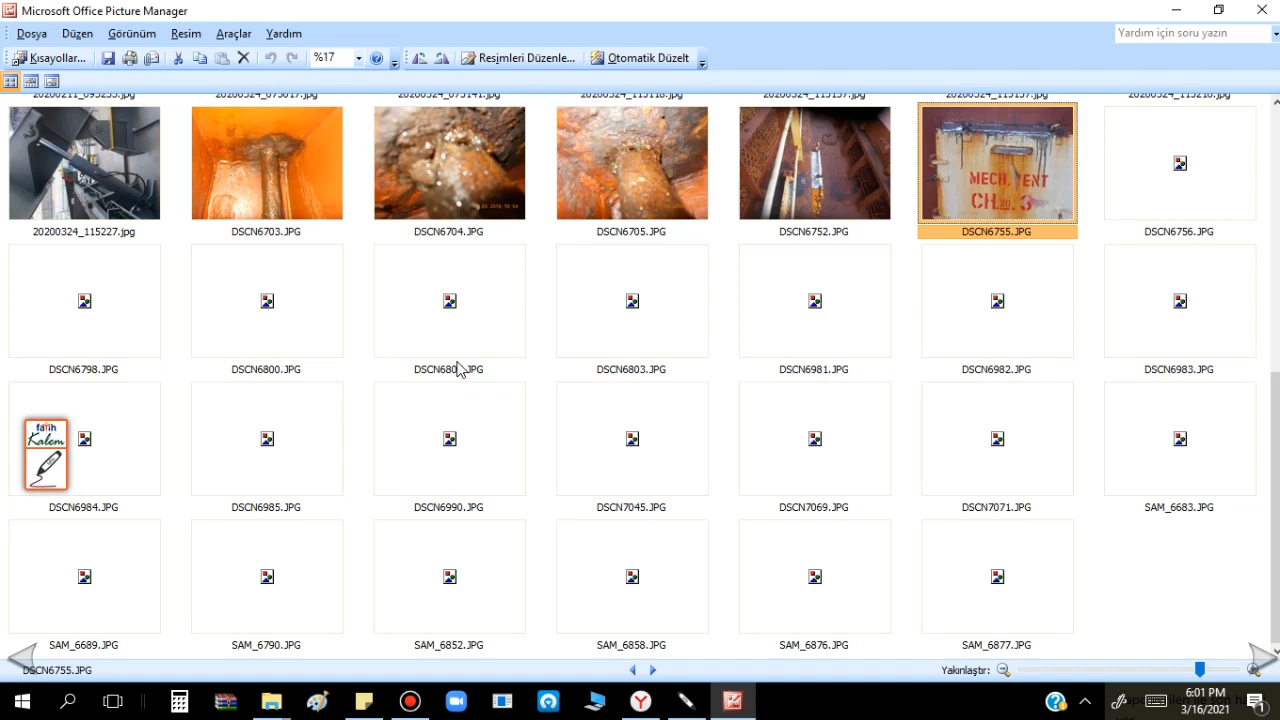 Microsoft Office Picture Manager
Dosya Düzen Görünüm Resim Araçlar Yardım
Yardım için soru yazın
Kısayollar... %17 Resimleri Düzenle... Otomatik Düzelt
MECH. VENT
CH. 3
20200324_115227.jpg DSCN6703.JPG DSCN6704.JPG DSCN6705.JPG DSCN6752.JPG DSCN6755.JPG DSCN6756.JPG
DSCN6798.JPG DSCN6800.JPG DSCN6803.JPG DSCN6981.JPG DSCN6982.JPG DSCN6983.JPG
fatih
Kalem
DSCN6984.JPG DSCN6985.JPG DSCN6990.JPG DSCN7045.JPG DSCN7069.JPG DSCN7071.JPG SAM_6683.JPG
SAM_6689.JPG SAM_6790.JPG SAM_6852.JPG SAM_6858.JPG SAM_6876.JPG SAM_6877.JPG
DSCN6755.JPG
Yakınlaştır:
6:01 PM
3/16/2021
1